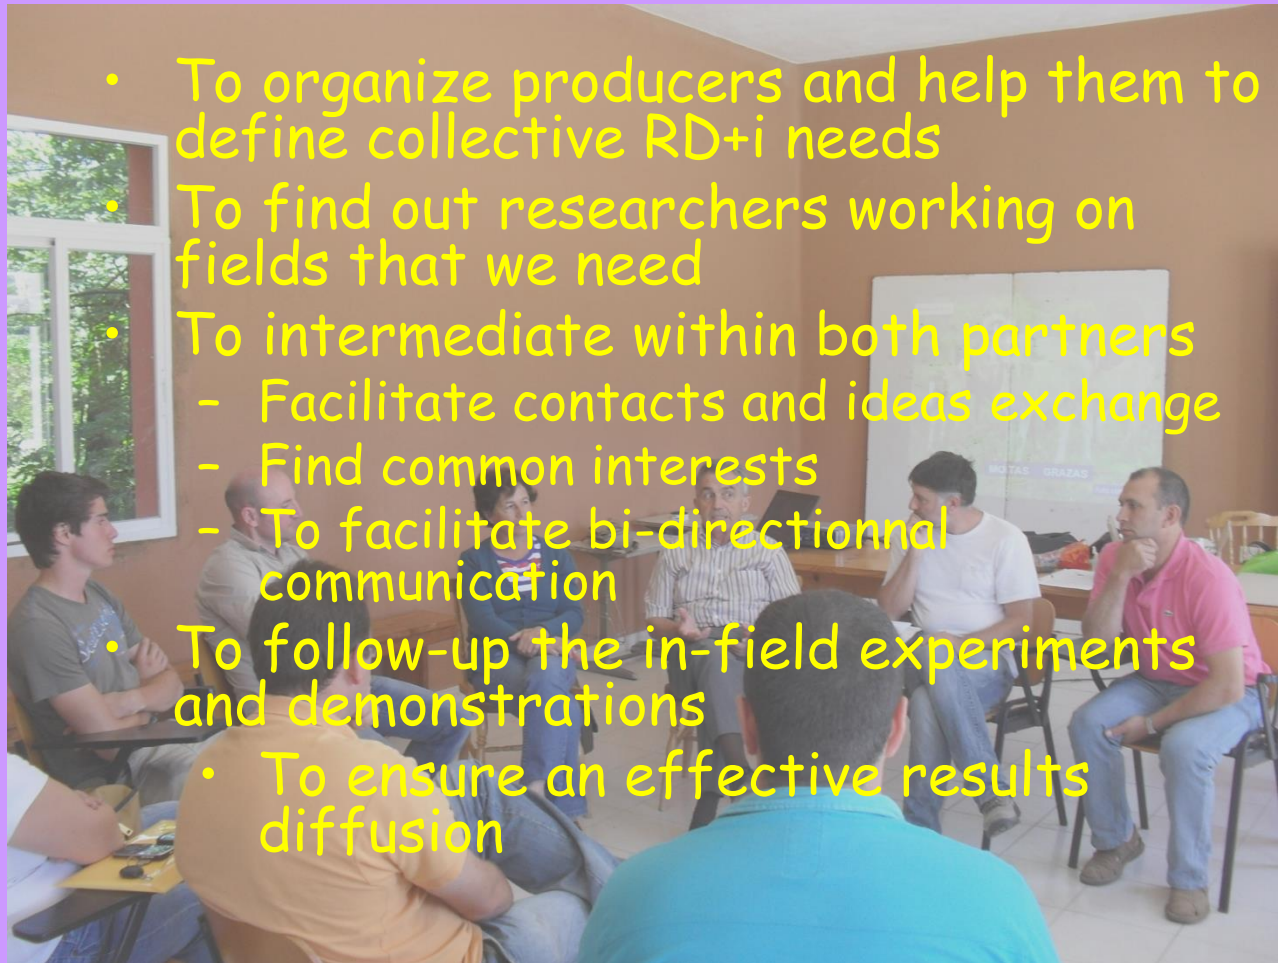 • To organize producers and help them to
define collective RD+i needs
• To find out researchers working on
fields that we need
• To intermediate within both partners
– Facilitate contacts and ideas exchange
– Find common interests
– To facilitate bi-directionnal
communication
• To follow-up the in-field experiments
and demonstrations
• To ensure an effective results
diffusion
MOITAS GRAZAS